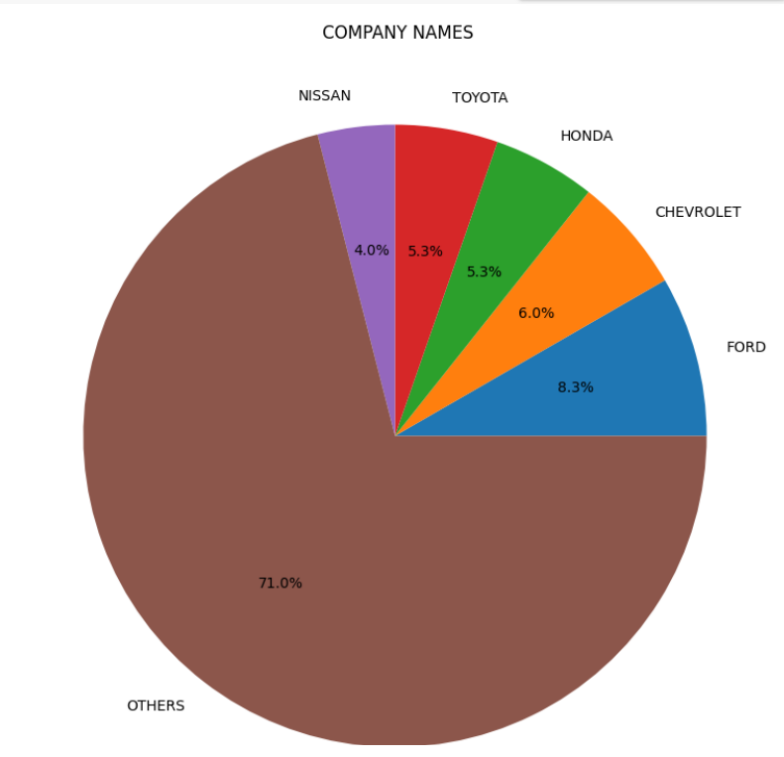 COMPANY NAMES
NISSAN
TOYOTA
HONDA
CHEVROLET
4.0%
5.3%
5.3%
6.0%
FORD
8.3%
71.0%
OTHERS